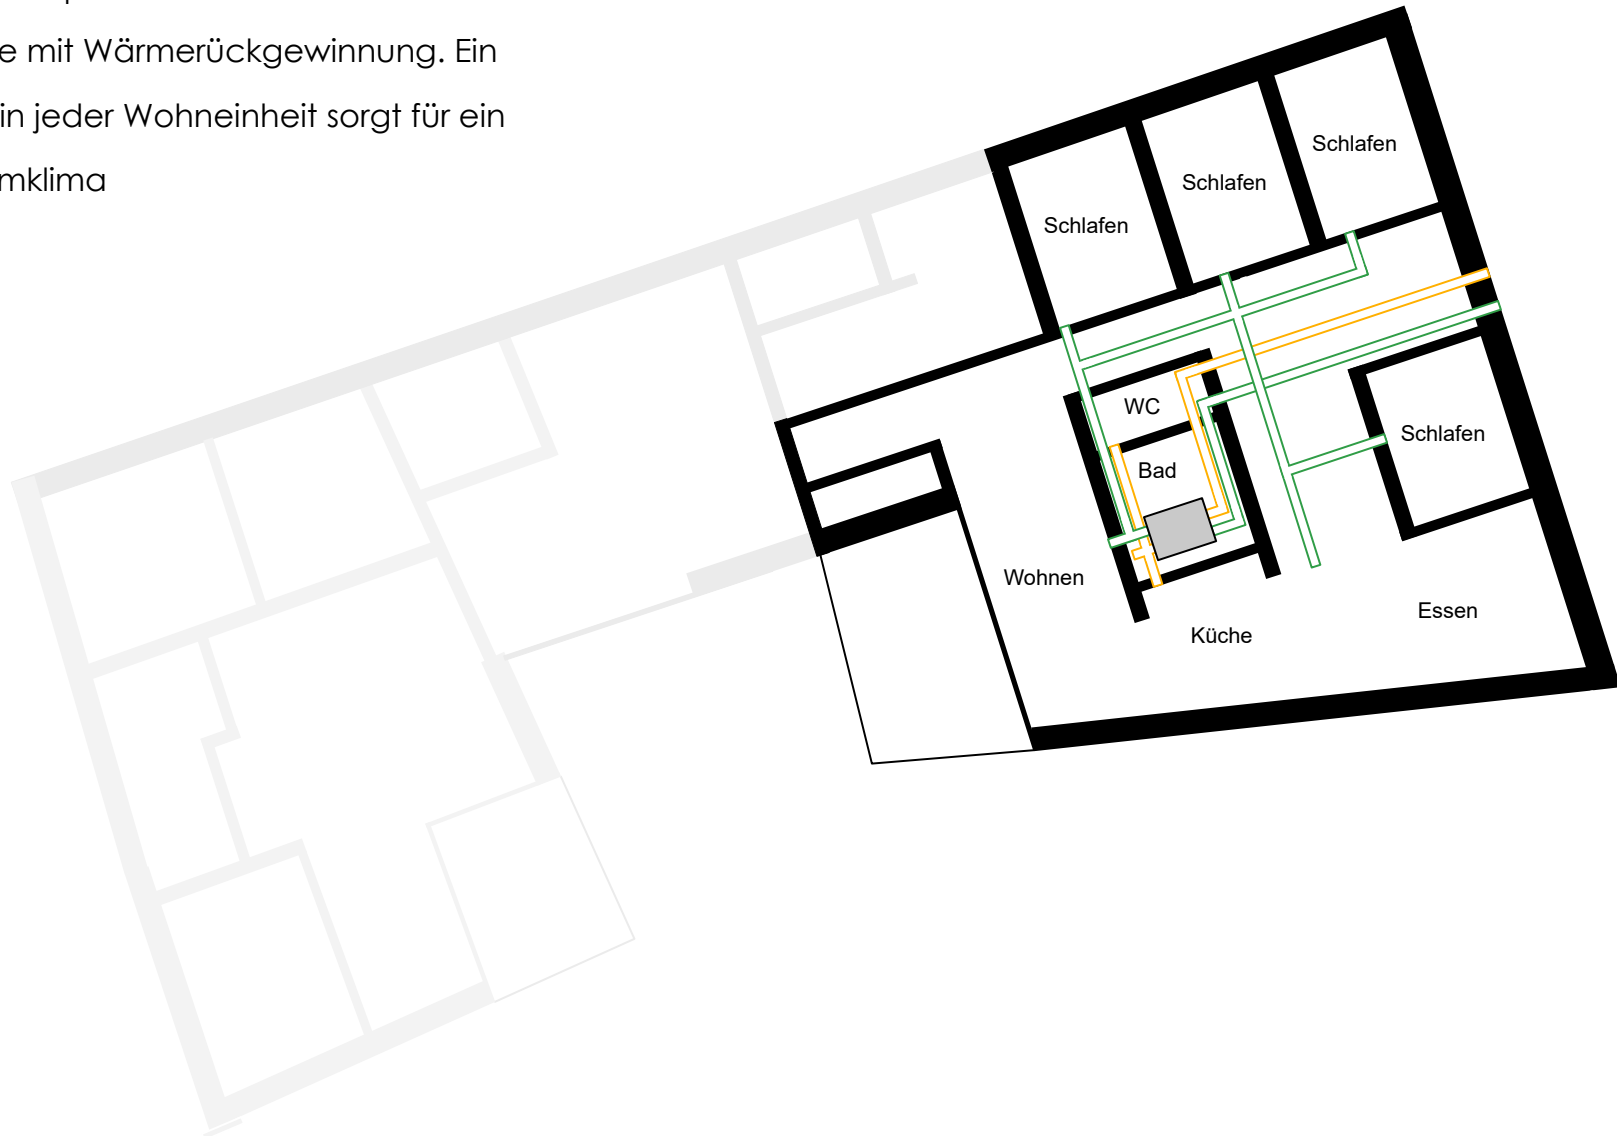 e mit Wärmerückgewinnung. Ein
in jeder Wohneinheit sorgt für ein
mklima
Schlafen
Schlafen
Schlafen
WC
Schlafen
Bad
Wohnen
Essen
Küche